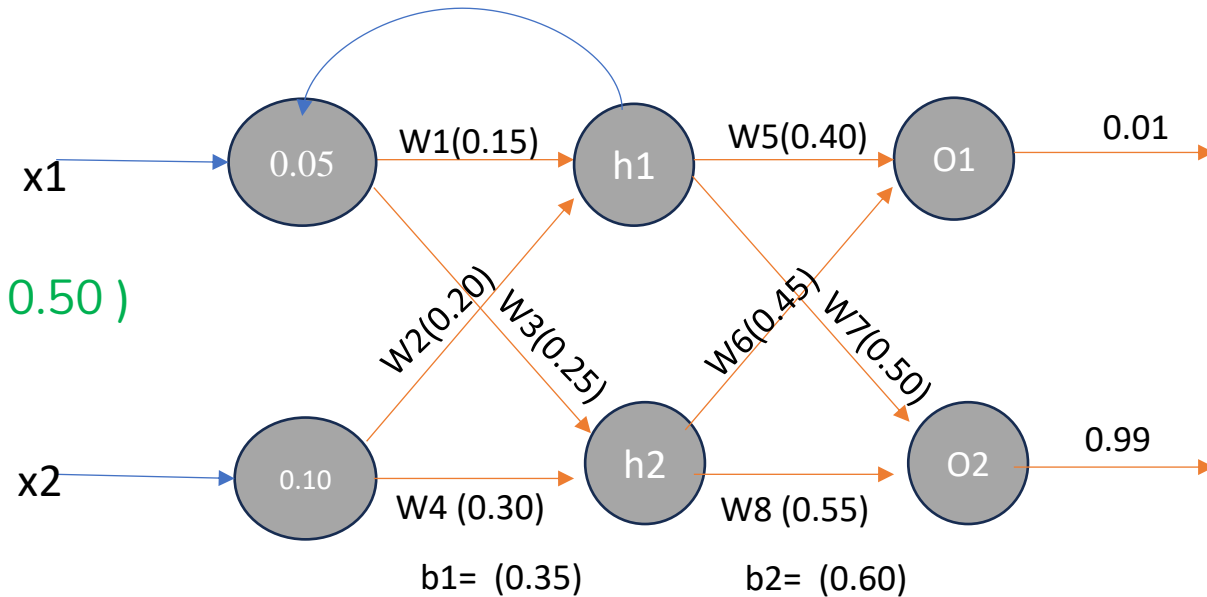 x1
0.05
W1(0.15)
h1
W5(0.40)
O1
0.01
0.50 )
W2(0.20)
W3(0.25)
W6(0.45)
W7(0.50)
x2
0.10
W4 (0.30)
h2
W8 (0.55)
O2
0.99
b1= (0.35)
b2= (0.60)